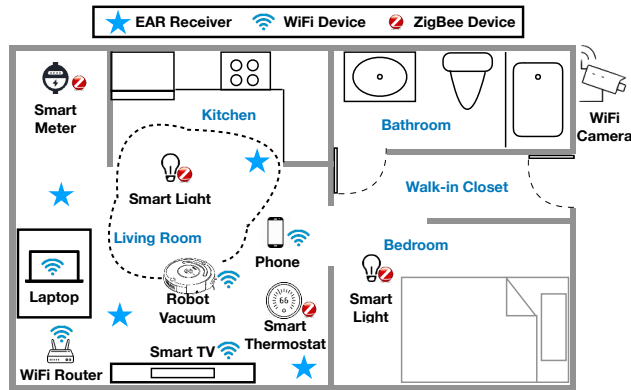 EAR Receiver WiFi Device ZigBee Device
Smart
Meter
Kitchen
Bathroom
WiFi
Camera
Smart Light
Walk-in Closet
Living Room
Phone
Bedroom
Laptop
Robot
Vacuum
66
Smart
Thermostat
Smart
Light
WiFi Router
Smart TV